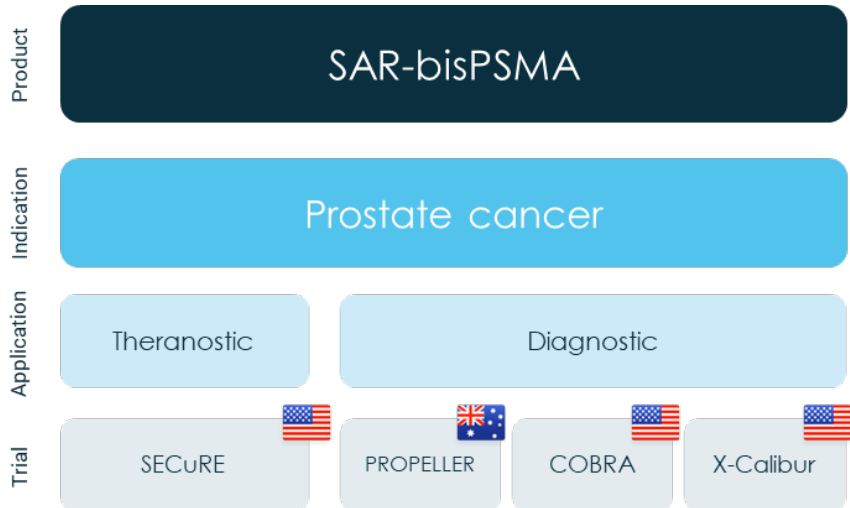 Product
SAR-bisPSMA
Indication
Prostate cancer
Application
Theranostic
Diagnostic
Trial
SECuRE
PROPELLER
COBRA
X-Calibur